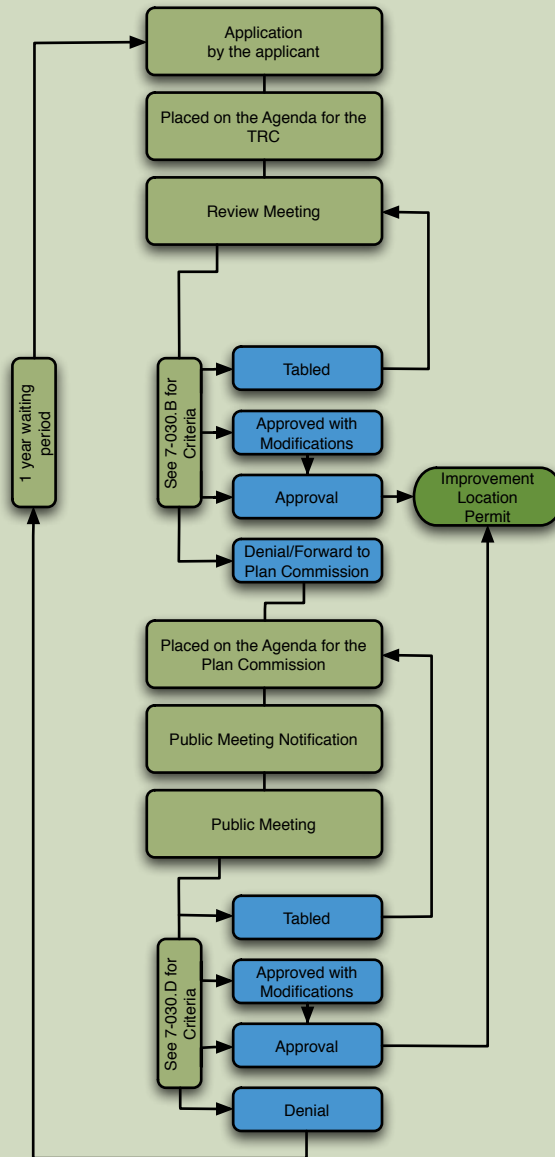 Application
by the applicant
Placed on the Agenda for the
TRC
Review Meeting
1 year waiting
period
See 7-030.B for
Criteria
Tabled
Approved with
Modifications
Approval
Improvement
Location
Permit
Denial/Forward to
Plan Commission
Placed on the Agenda for the
Plan Commission
Public Meeting Notification
Public Meeting
See 7-030.D for
Criteria
Tabled
Approved with
Modifications
Approval
Denial